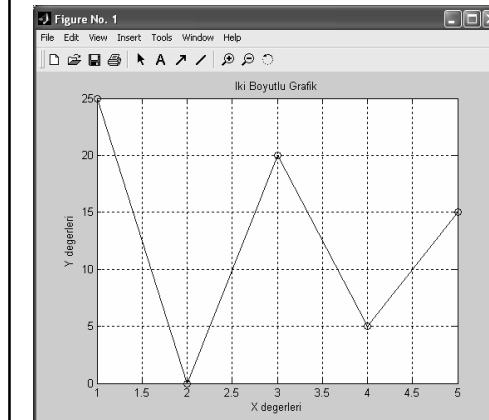 Figure No. 1
File Edit View Insert Tools Window Help
A
Iki Boyutlu Grafik
25
20
15
10
5
0
Y degerleri
1 1.5 2 2.5 3 3.5 4 4.5 5
X degerleri